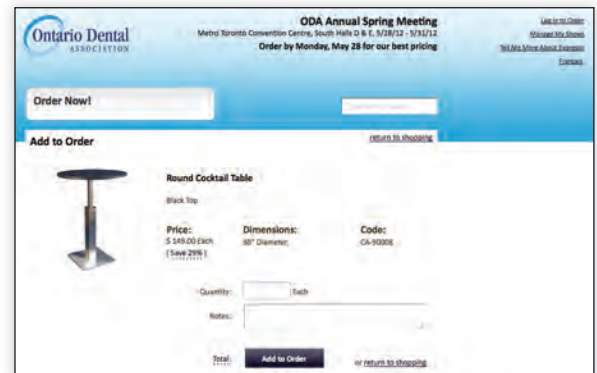 Ontario Dental
ASSOCIATION
ODA Annual Spring Meeting
Metro Toronto Convention Centre, South Halls D & E, 5/28/12 - 5/31/12
Order by Monday, May 28 for our best pricing
Log in to Order
Manage My Shows
Tell Me More About Expresso
Français
Order Now!
Add to Order
return to shopping
Round Cocktail Table
Black Top
Price: Dimensions: Code:
$ 149.00 Each 30" Diameter, CA-90008
( Save 29% )
Quantity: Each
Notes:
Total: Add to Order or return to shopping